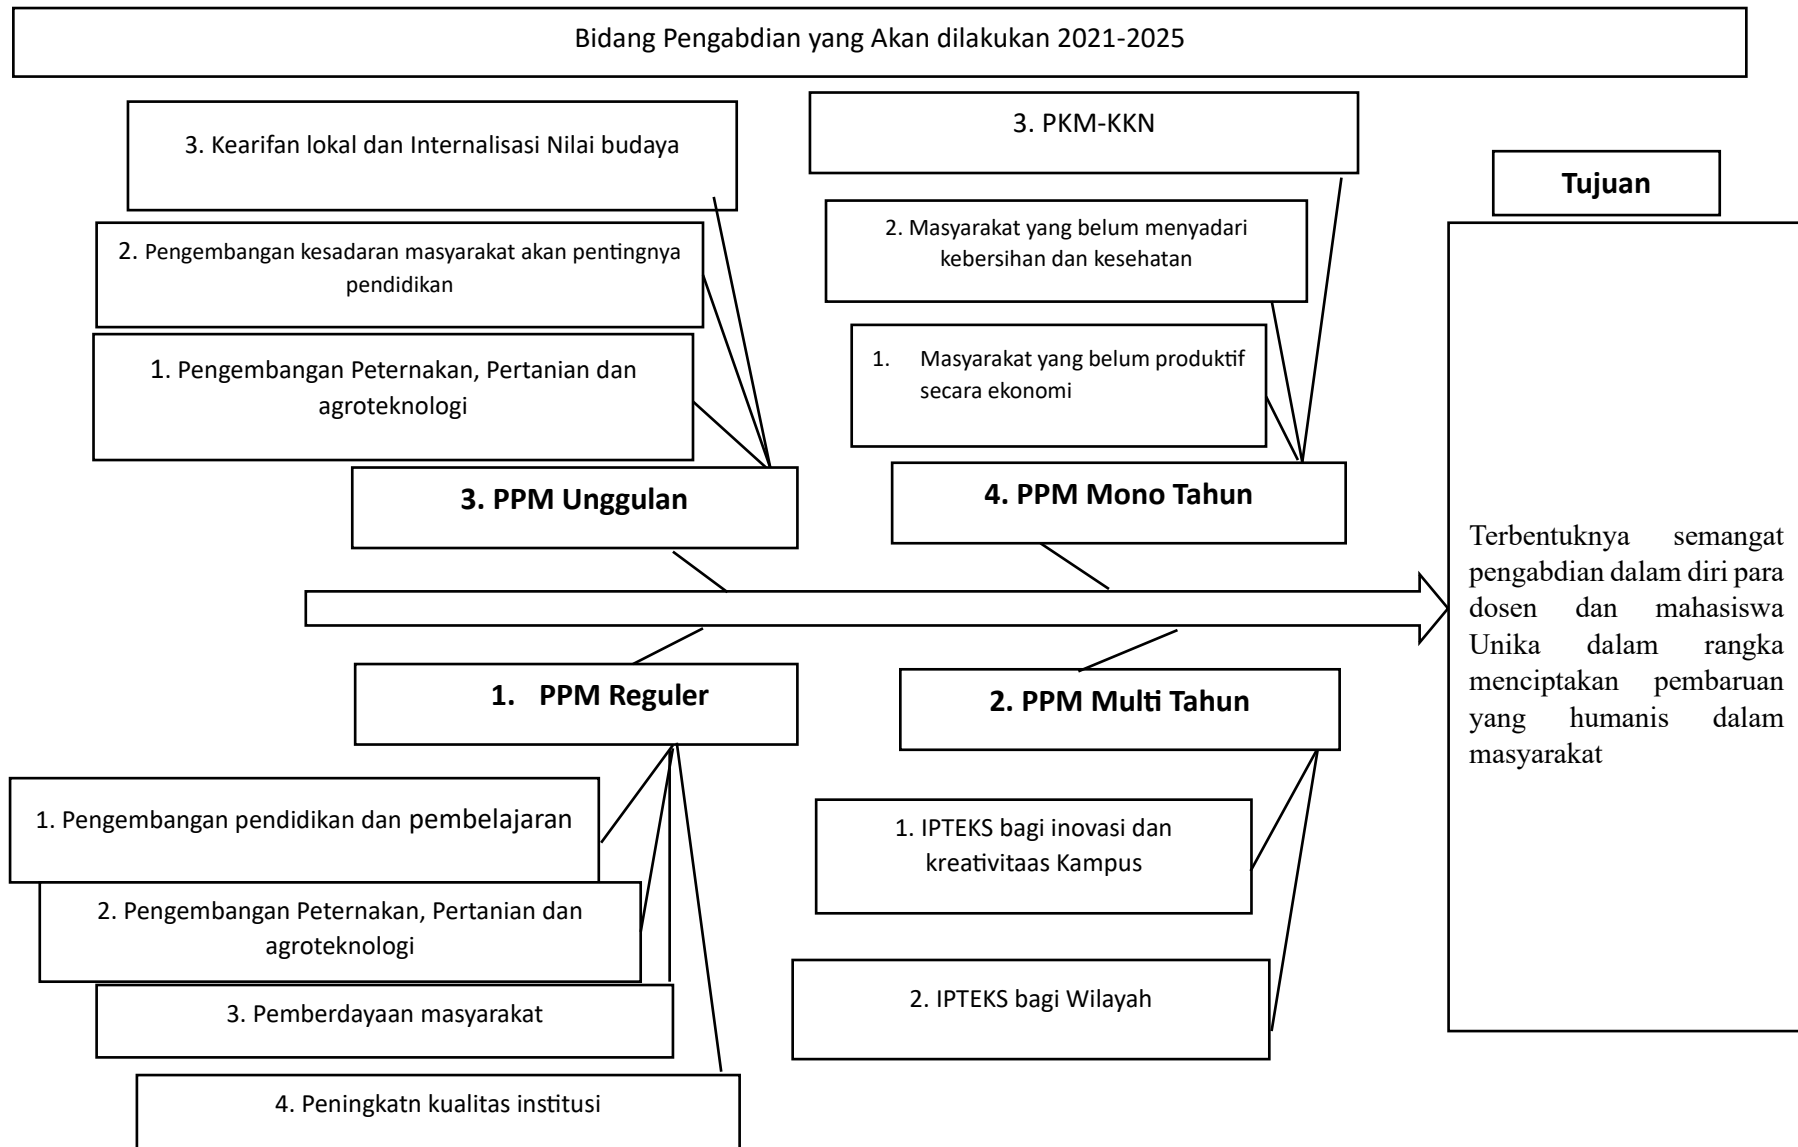 Bidang Pengabdian yang Akan dilakukan 2021-2025
3. Kearifan lokal dan Internalisasi Nilai budaya
2. Pengembangan kesadaran masyarakat akan pentingnya
pendidikan
1. Pengembangan Peternakan, Pertanian dan
agroteknologi
3. PPM Unggulan
3. PKM-KKN
2. Masyarakat yang belum menyadari
kebersihan dan kesehatan
1. Masyarakat yang belum produktif
secara ekonomi
4. PPM Mono Tahun
1. PPM Reguler
1. Pengembangan pendidikan dan pembelajaran
2. Pengembangan Peternakan, Pertanian dan
agroteknologi
3. Pemberdayaan masyarakat
4. Peningkatn kualitas institusi
2. PPM Multi Tahun
1. IPTEKS bagi inovasi dan
kreativitaas Kampus
2. IPTEKS bagi Wilayah
Tujuan
Terbentuknya semangat
pengabdian dalam diri para
dosen dan mahasiswa
Unika dalam rangka
menciptakan pembaruan
yang humanis dalam
masyarakat